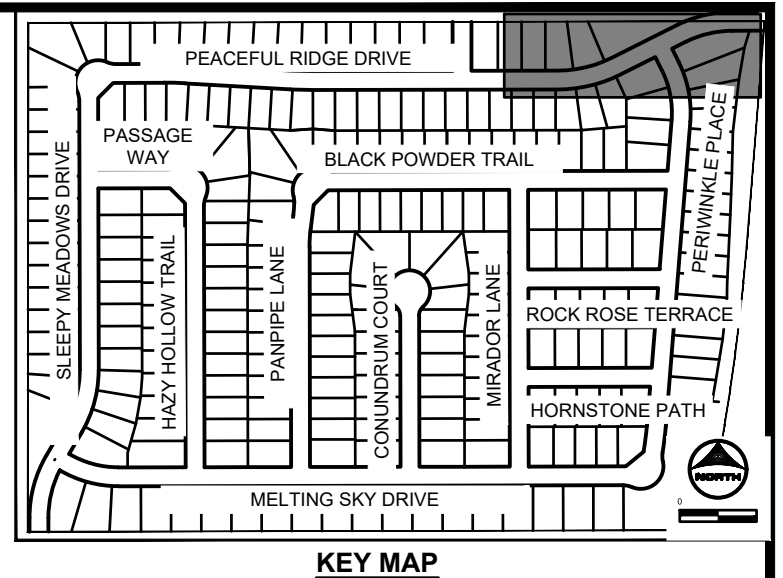 PEACEFUL RIDGE DRIVE
PASSAGE
WAY
BLACK POWDER TRAIL
SLEEPY MEADOWS DRIVE
HAZY HOLLOW TRAIL
PANPIPE LANE
CONUNDRUM COURT
MIRADOR LANE
PERIWINKLE PLACE
ROCK ROSE TERRACE
HORNSTONE PATH
MELTING SKY DRIVE
NORTH
0
KEY MAP